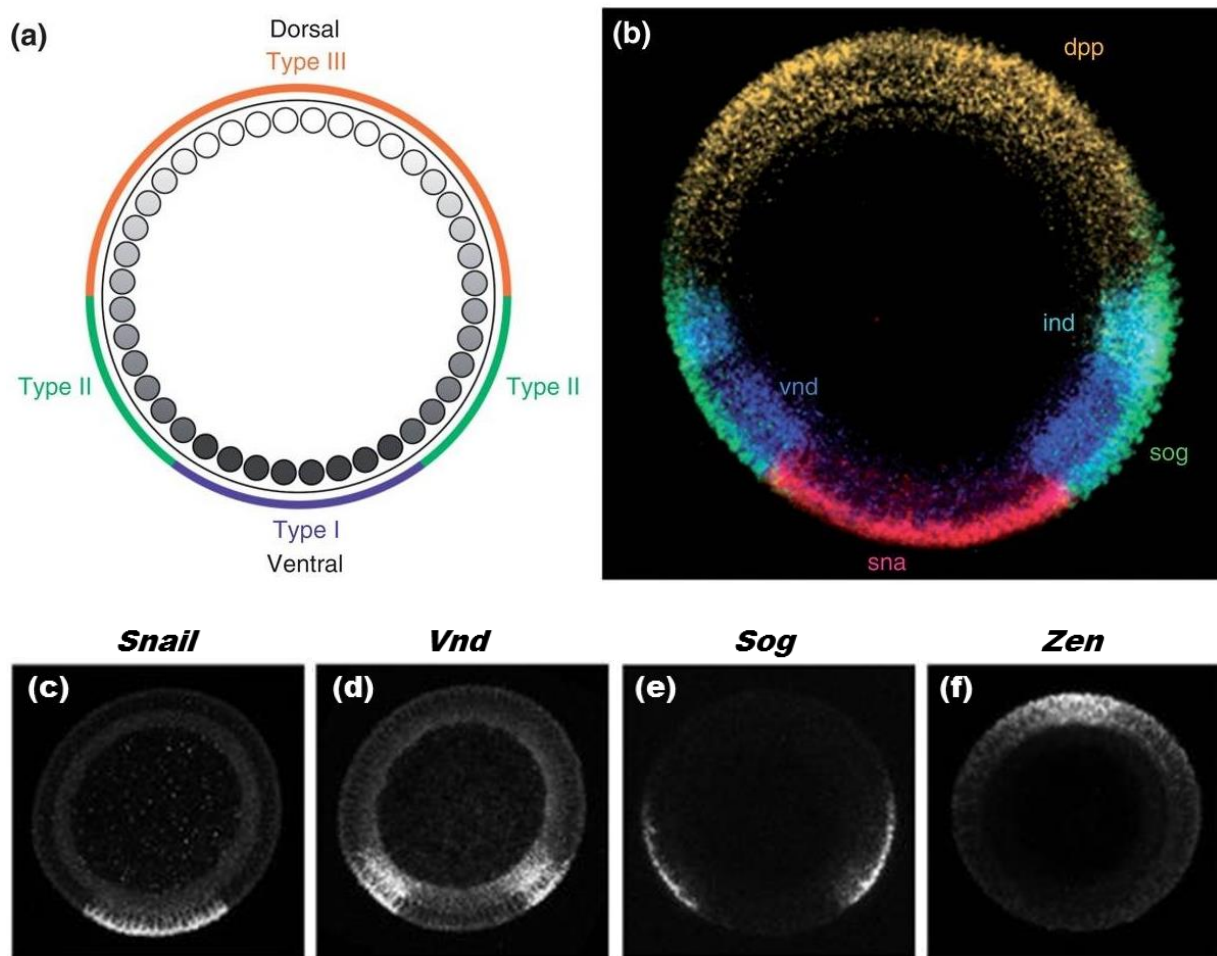 (a)
Dorsal
Type III
Type II
Type II
Type I
Ventral
(b)
dpp
ind
vnd
sog
sna
Snail
Vnd
Sog
Zen
(c)
(d)
(e)
(f)